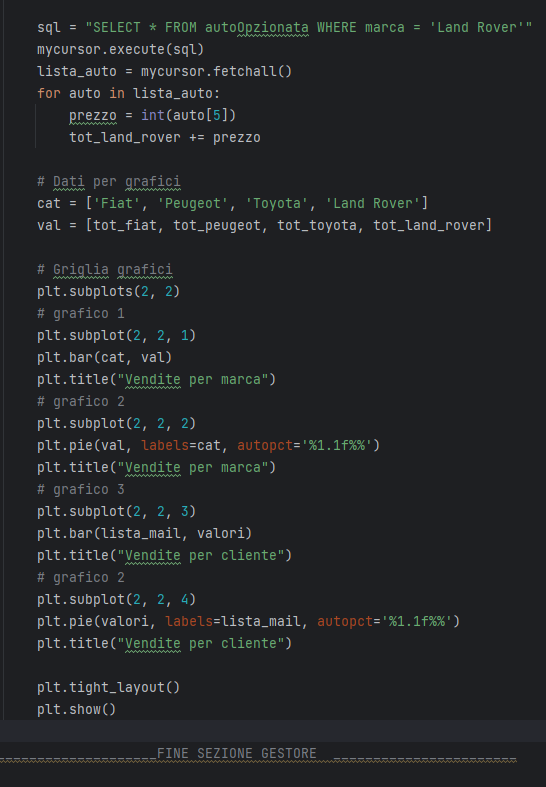 sql = "SELECT * FROM autoOpzionata WHERE marca = 'Land Rover'"
mycursor.execute(sql)
lista_auto = mycursor.fetchall()
for auto in lista_auto:
    prezzo = int(auto[5])
    tot_land_rover += prezzo

# Dati per grafici
cat = ['Fiat', 'Peugeot', 'Toyota', 'Land Rover']
val = [tot_fiat, tot_peugeot, tot_toyota, tot_land_rover]

# Griglia grafici
plt.subplots(2, 2)
# grafico 1
plt.subplot(2, 2, 1)
plt.bar(cat, val)
plt.title("Vendite per marca")
# grafico 2
plt.subplot(2, 2, 2)
plt.pie(val, labels=cat, autopct='%1.1f%%')
plt.title("Vendite per marca")
# grafico 3
plt.subplot(2, 2, 3)
plt.bar(lista_mail, valori)
plt.title("Vendite per cliente")
# grafico 2
plt.subplot(2, 2, 4)
plt.pie(valori, labels=lista_mail, autopct='%1.1f%%')
plt.title("Vendite per cliente")

plt.tight_layout()
plt.show()

____________________FINE SEZIONE GESTORE  _______________________